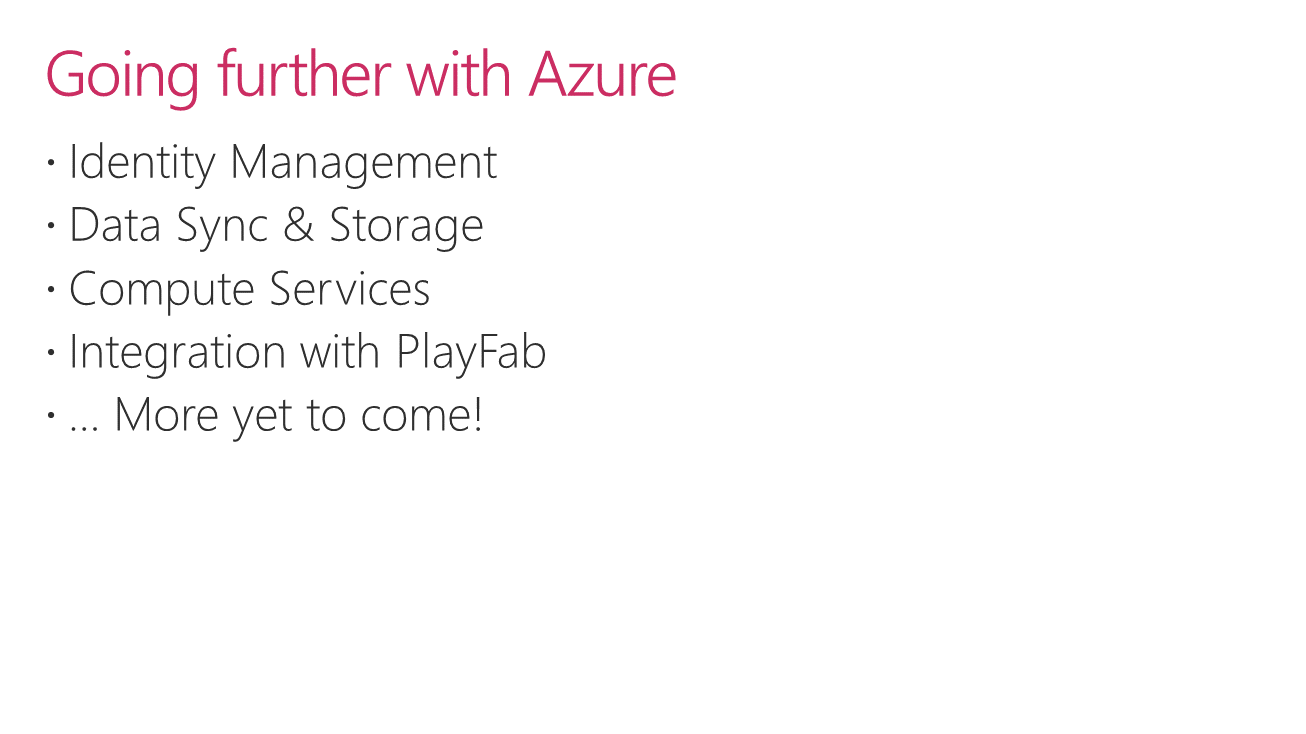 Going further with Azure
• Identity Management
• Data Sync & Storage
• Compute Services
• Integration with PlayFab
• … More yet to come!